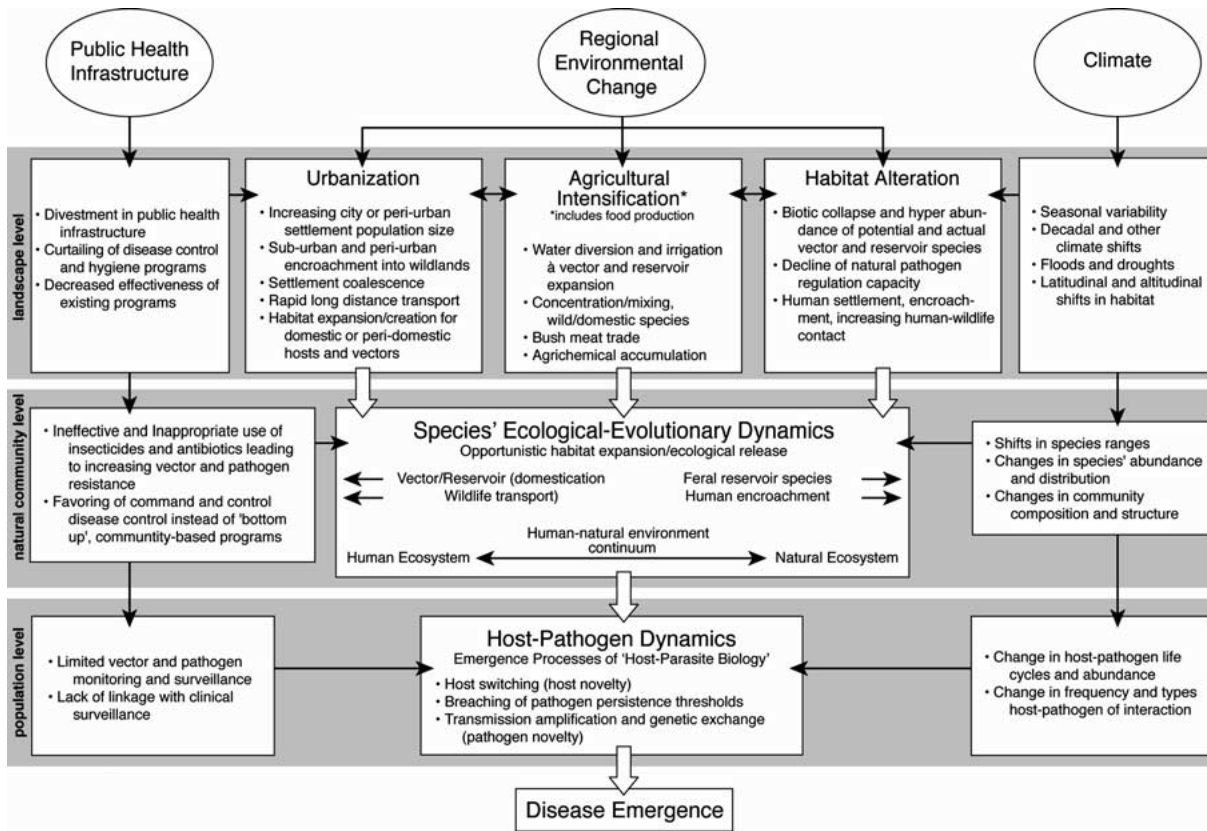 Public Health
Infrastructure
Regional
Environmental
Change
Climate
landscape level
• Divestment in public health
infrastructure
• Curtailing of disease control
and hygiene programs
• Decreased effectiveness of
existing programs
Urbanization
• Increasing city or peri-urban
settlement population size
• Sub-urban and peri-urban
encroachment into wildlands
• Settlement coalescence
• Rapid long distance transport
• Habitat expansion/creation for
domestic or peri-domestic
hosts and vectors
Agricultural
Intensification*
*includes food production
• Water diversion and irrigation
à vector and reservoir
expansion
• Concentration/mixing,
wild/domestic species
• Bush meat trade
• Agrichemical accumulation
Habitat Alteration
• Biotic collapse and hyper abun-
dance of potential and actual
vector and reservoir species
• Decline of natural pathogen
regulation capacity
• Human settlement, encroach-
ment, increasing human-wildlife
contact
• Seasonal variability
• Decadal and other
climate shifts
• Floods and droughts
• Latitudinal and altitudinal
shifts in habitat
natural community level
• Ineffective and Inappropriate use of
insecticides and antibiotics leading
to increasing vector and pathogen
resistance
• Favoring of command and control
disease control instead of 'bottom
up', communtity-based programs
Species' Ecological-Evolutionary Dynamics
Opportunistic habitat expansion/ecological release
Vector/Reservoir (domestication
Wildlife transport)
Feral reservoir species
Human encroachment
Human-natural environment
continuum
Human Ecosystem
Natural Ecosystem
• Shifts in species ranges
• Changes in species' abundance
and distribution
• Changes in community
composition and structure
population level
• Limited vector and pathogen
monitoring and surveillance
• Lack of linkage with clinical
surveillance
Host-Pathogen Dynamics
Emergence Processes of 'Host-Parasite Biology'
• Host switching (host novelty)
• Breaching of pathogen persistence thresholds
• Transmission amplification and genetic exchange
(pathogen novelty)
• Change in host-pathogen life
cycles and abundance
• Change in frequency and types
host-pathogen of interaction
Disease Emergence